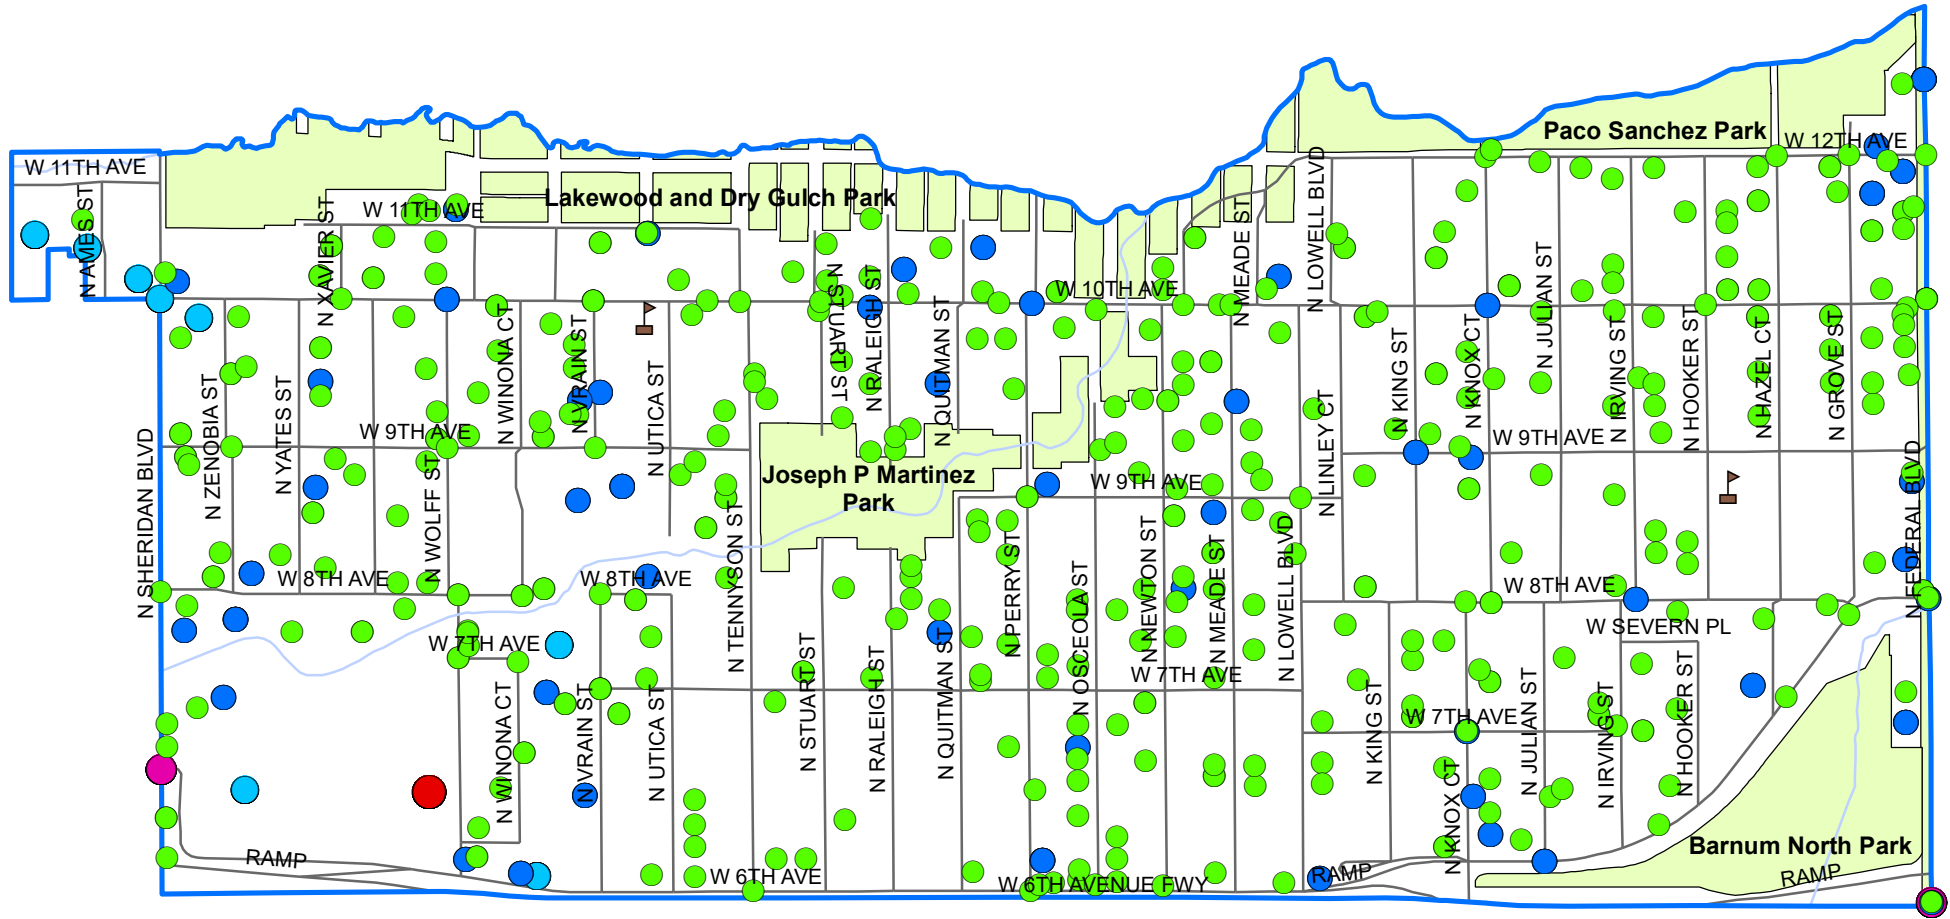 Paco Sanchez Park
W 12TH AVE
W 11TH AVE
N AMES ST
Lakewood and Dry Gulch Park
W 11TH AVE
N XAVIER ST
N LOWELL BLVD
N MEADE ST
N STUART ST
N RALEIGH ST
W 10TH AVE
N QUITMAN ST
N WINONA CT
N VRAIN ST
N UTICA ST
N KING ST
N KNOX CT
N JULIAN ST
N IRVING ST
N HOOKER ST
N HAZEL CT
N GROVE ST
N SHERIDAN BLVD
N ZENOBIA ST
N YATES ST
W 9TH AVE
N WOLFF ST
N LINLEY CT
W 9TH AVE
Joseph P Martinez
Park
W 9TH AVE
N FEDERAL BLVD
N TENNYSON ST
N PERRY ST
N OSCEOLA ST
N NEWTON ST
N MEADE ST
N LOWELL BLVD
W 8TH AVE
W 8TH AVE
W 8TH AVE
W SEVERN PL
W 7TH AVE
W 7TH AVE
W 7TH AVE
N WINONA CT
N VRAIN ST
N UTICA ST
N STUART ST
N RALEIGH ST
N QUITMAN ST
N KING ST
N KNOX CT
N JULIAN ST
N IRVING ST
N HOOKER ST
Barnum North Park
RAMP
W 6TH AVE
W 6TH AVENUE FWY
RAMP
RAMP